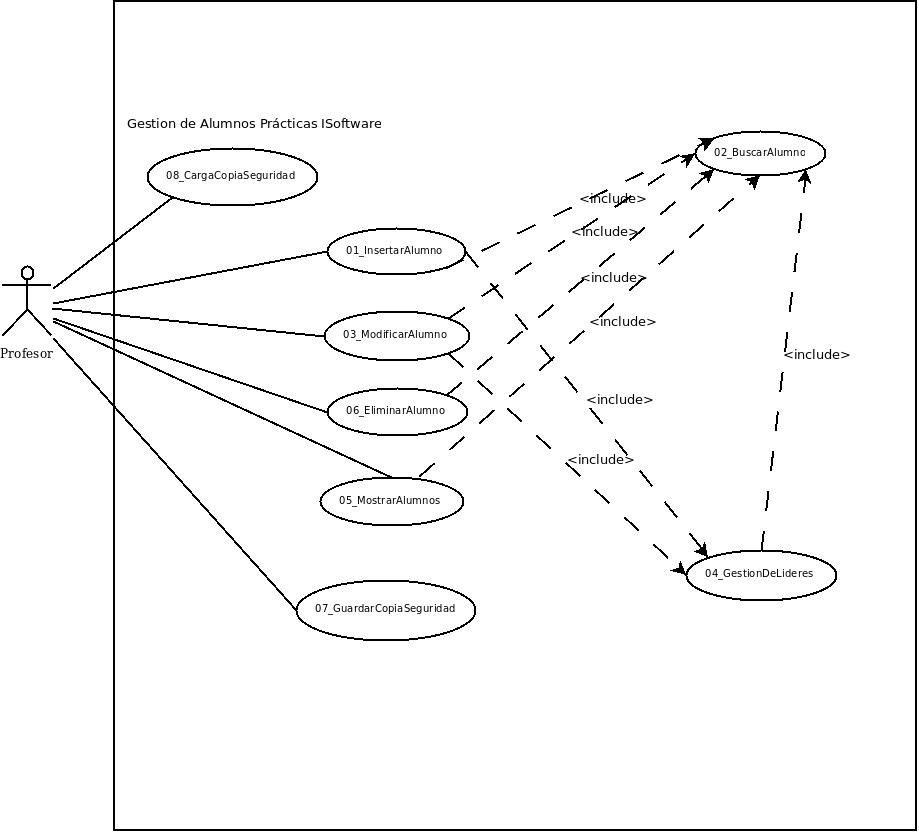 Gestion de Alumnos Prácticas ISoftware
02_BuscarAlumno
08_CargaCopiaSeguridad
<include>
<include>
01_InsertarAlumno
<include>
<include>
03_ModificarAlumno
Profesor
<include>
<include>
06_EliminarAlumno
<include>
05_MostrarAlumnos
04_GestionDeLideres
07_GuardarCopiaSeguridad